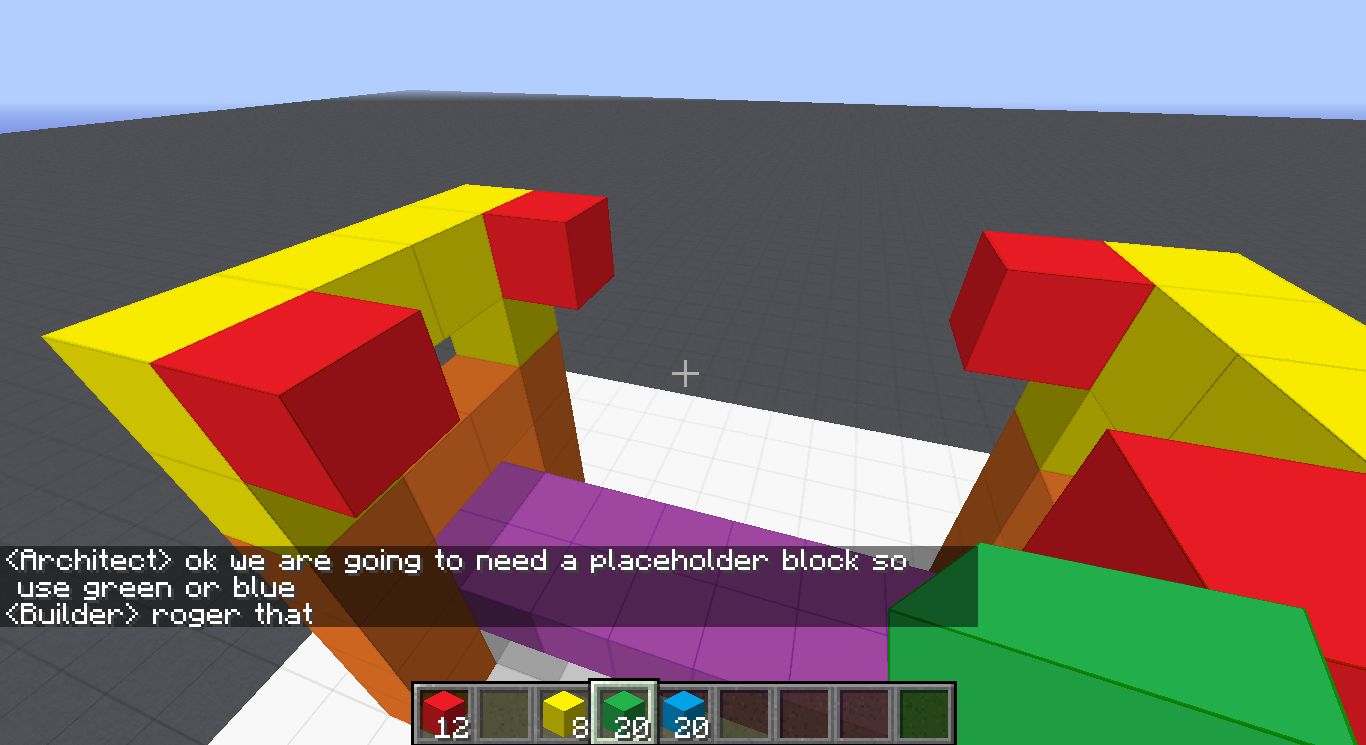 <Architect> ok we are going to need a placeholder block so
use green or blue
<Builder> roger that
12 8 20 20